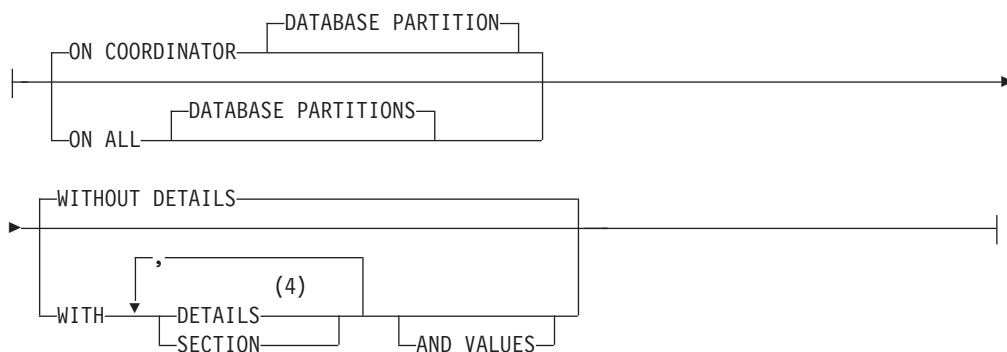 DATABASE PARTITION
ON COORDINATOR
DATABASE PARTITIONS
ON ALL
WITHOUT DETAILS
,
(4)
WITH DETAILS
SECTION AND VALUES